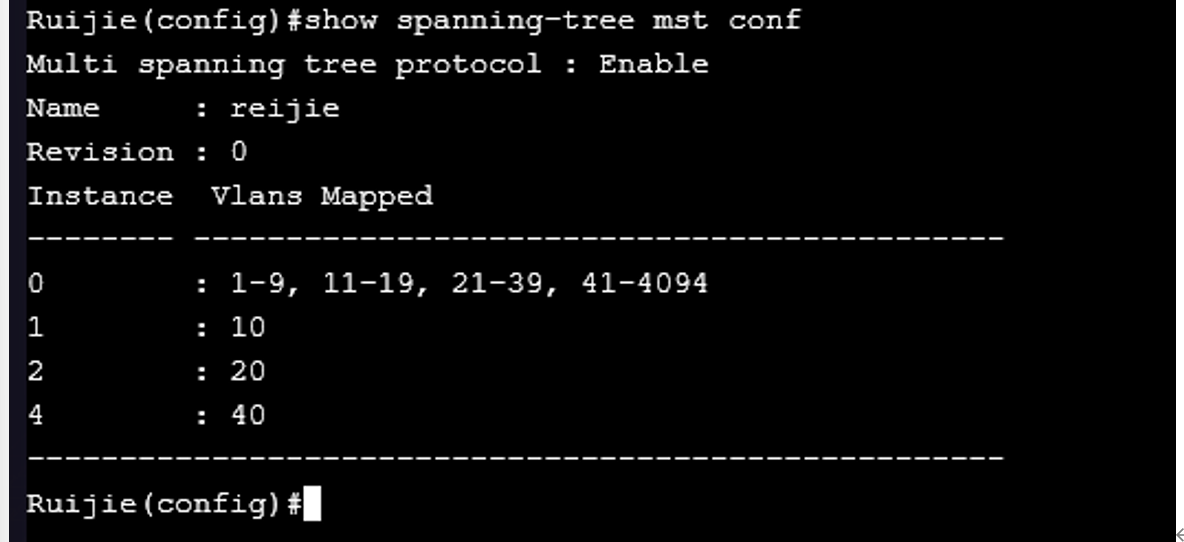 Ruijie(config)#show spanning-tree mst conf
Multi spanning tree protocol : Enable
Name     : reijie
Revision : 0
Instance  Vlans Mapped
-------- --------------------------------------------
0        : 1-9, 11-19, 21-39, 41-4094
1        : 10
2        : 20
4        : 40
-----------------------------------------------------
Ruijie(config)#